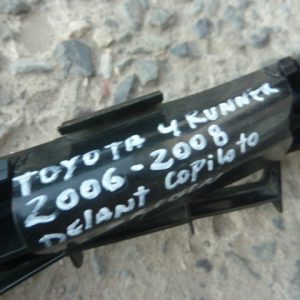 TOYOTA 4 RUNNER
2006-2008
DELANT COPILOTO